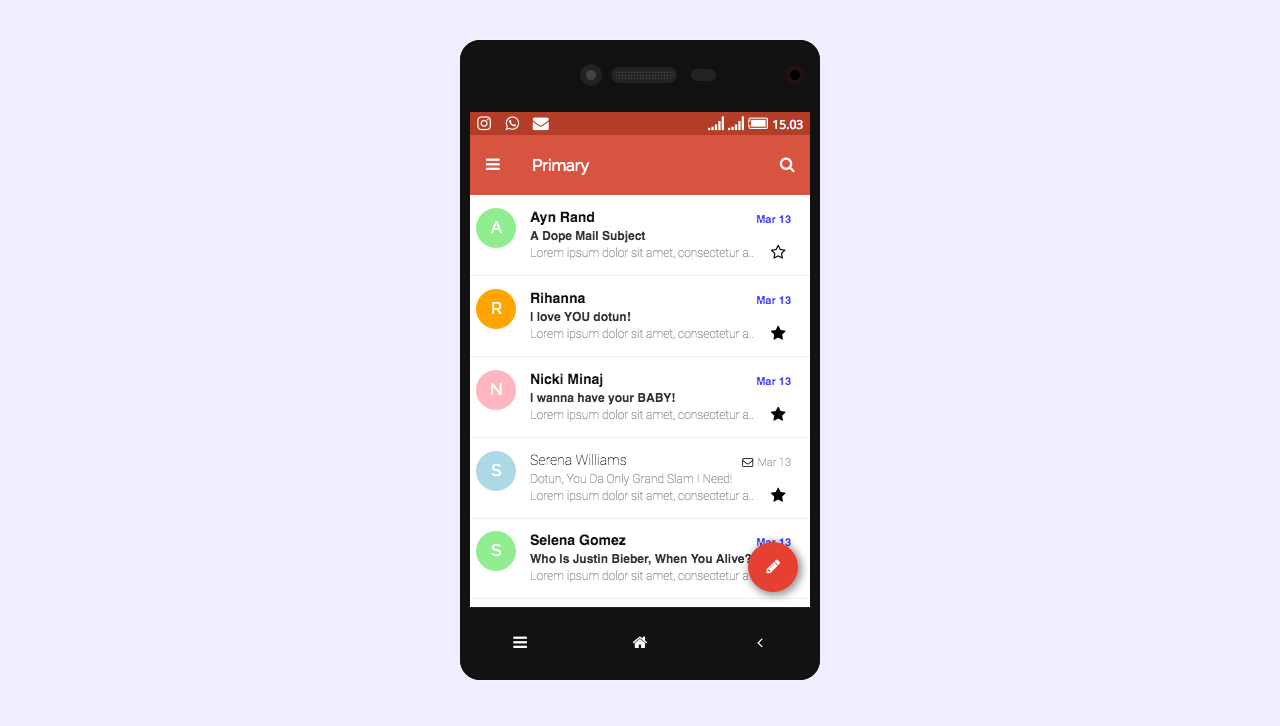 15.03
Primary
A
Ayn Rand
Mar 13
A Dope Mail Subject
Lorem ipsum dolor sit amet, consectetur a..
R
Rihanna
Mar 13
I love YOU dotun!
Lorem ipsum dolor sit amet, consectetur a..
N
Nicki Minaj
Mar 13
I wanna have your BABY!
Lorem ipsum dolor sit amet, consectetur a..
S
Serena Williams
Mar 13
Dotun, You Da Only Grand Slam I Need!
Lorem ipsum dolor sit amet, consectetur a..
S
Selena Gomez
Mar 13
Who Is Justin Bieber, When You Alive?
Lorem ipsum dolor sit amet, consectetur a.